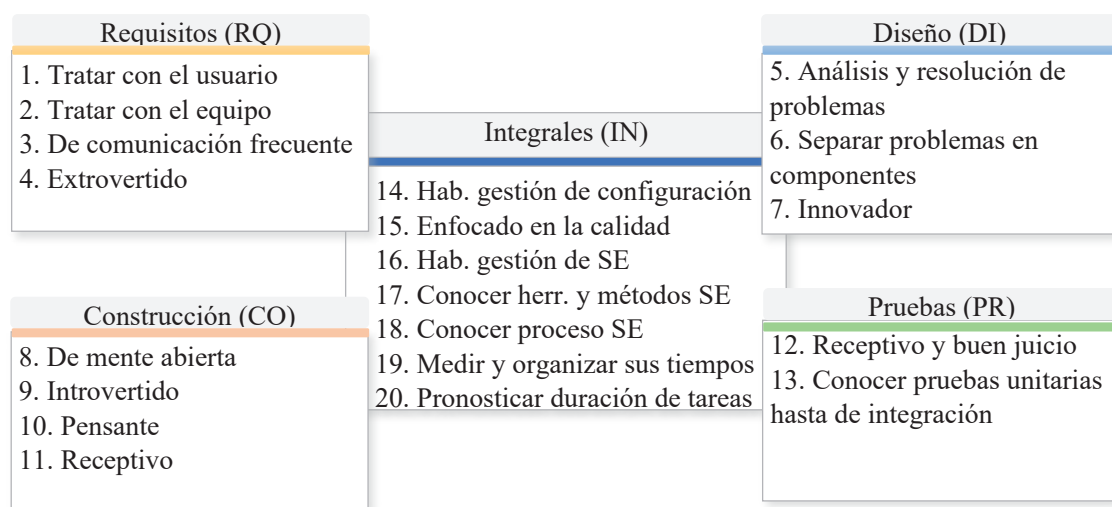 Requisitos (RQ)
1. Tratar con el usuario
2. Tratar con el equipo
3. De comunicación frecuente
4. Extrovertido
Diseño (DI)
5. Análisis y resolución de
problemas
6. Separar problemas en
componentes
7. Innovador
Integrales (IN)
14. Hab. gestión de configuración
15. Enfocado en la calidad
16. Hab. gestión de SE
17. Conocer herr. y métodos SE
18. Conocer proceso SE
19. Medir y organizar sus tiempos
20. Pronosticar duración de tareas
Construcción (CO)
8. De mente abierta
9. Introvertido
10. Pensante
11. Receptivo
Pruebas (PR)
12. Receptivo y buen juicio
13. Conocer pruebas unitarias
hasta de integración